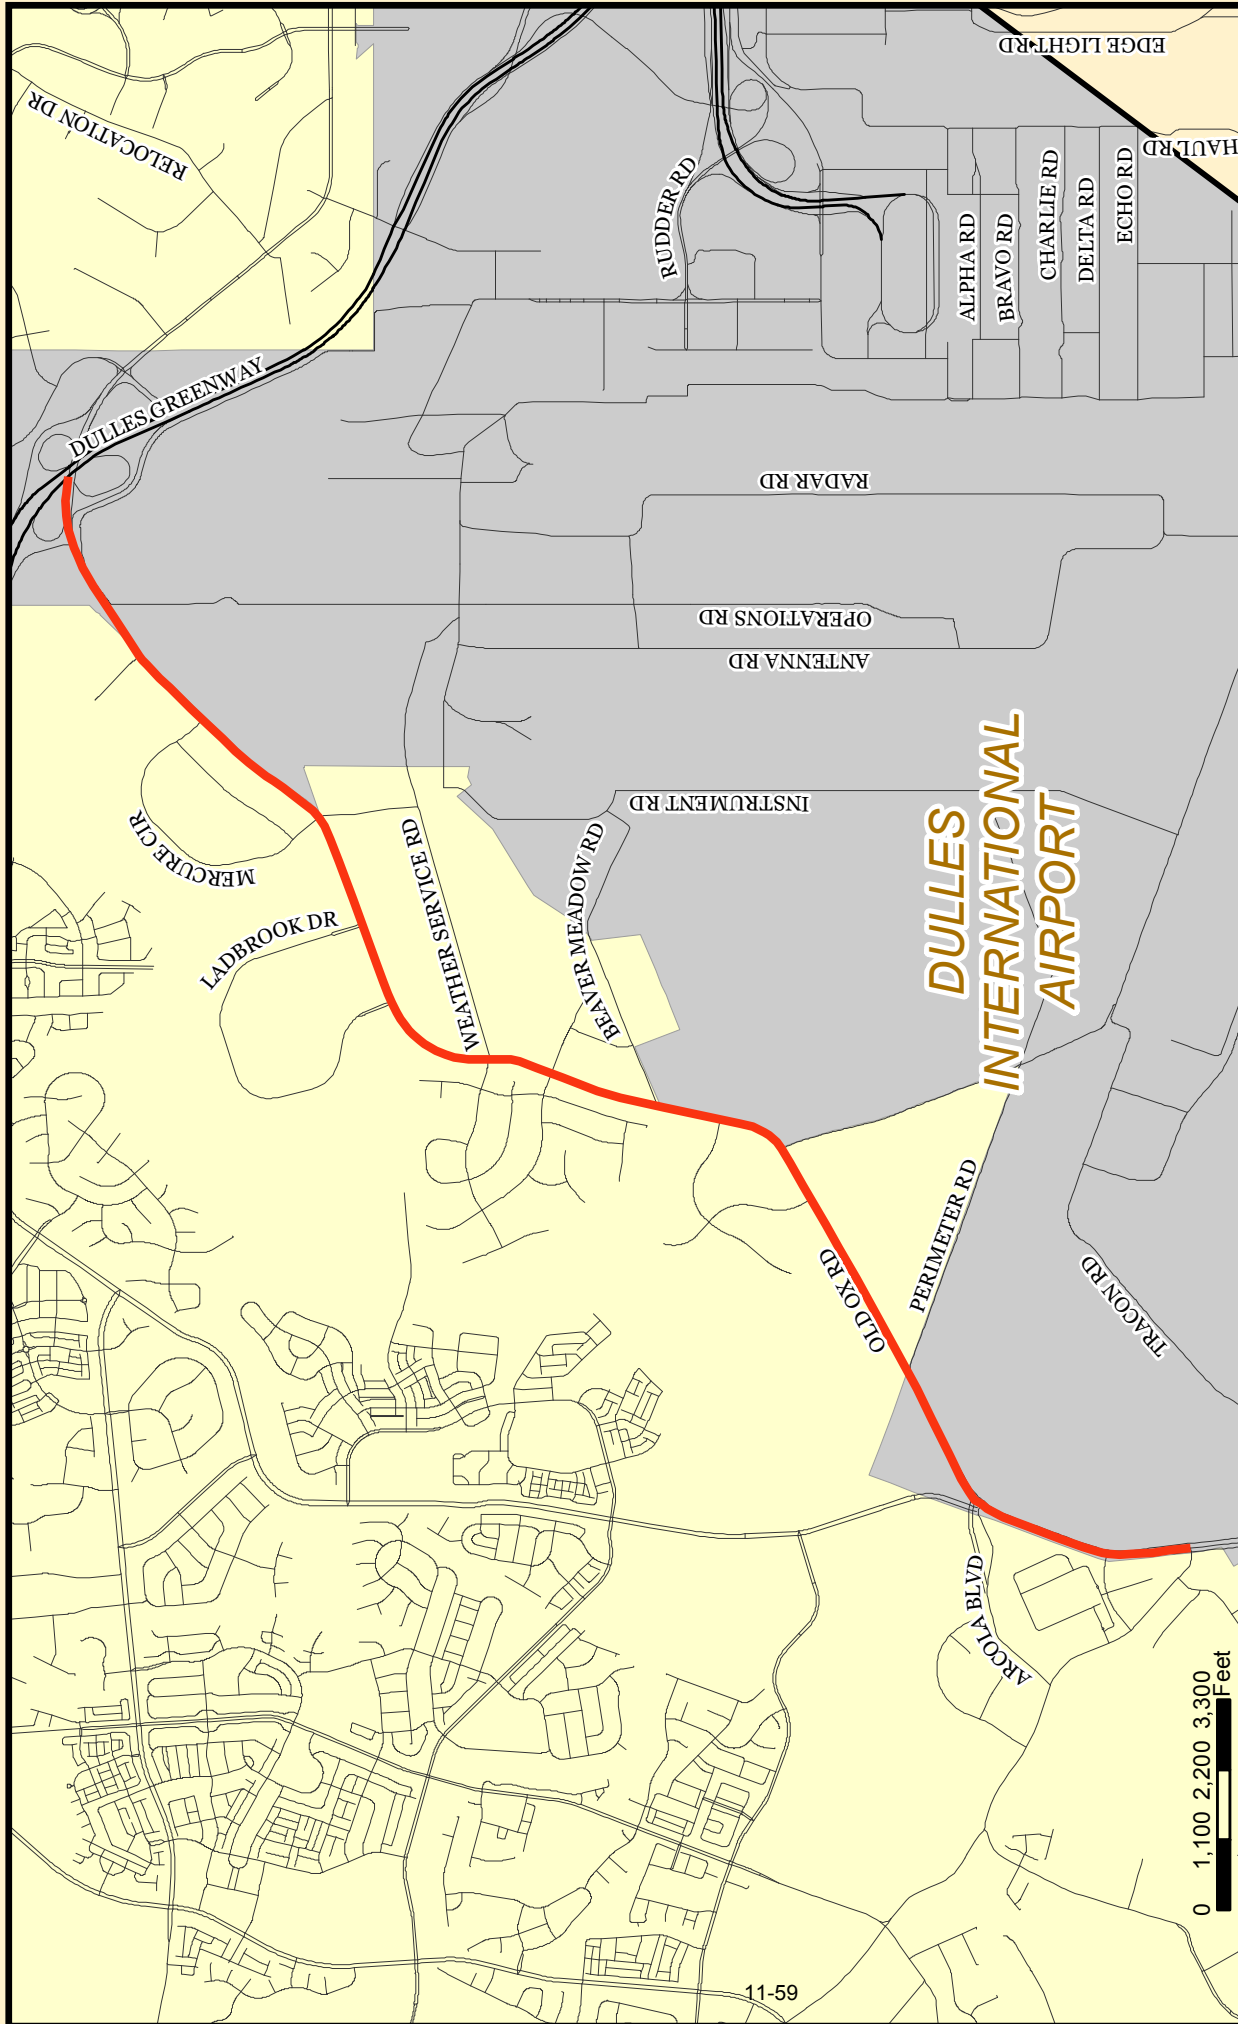 EDGE LIGHT RD
HAUL RD
RELOCATION DR
RUDDER RD
ALPHA RD
BRAVO RD
CHARLIE RD
DELTA RD
ECHO RD
DULLES GREENWAY
RADAR RD
OPERATIONS RD
ANTENNA RD
INSTRUMENT RD
DULLES
INTERNATIONAL
AIRPORT
MERCURE CIR
LADBROOK DR
WEATHER SERVICE RD
BEAVER MEADOW RD
OLD OX RD
PERIMETER RD
TRACON RD
ARCOLA BLVD
0 1,100 2,200 3,300
Feet
11-59